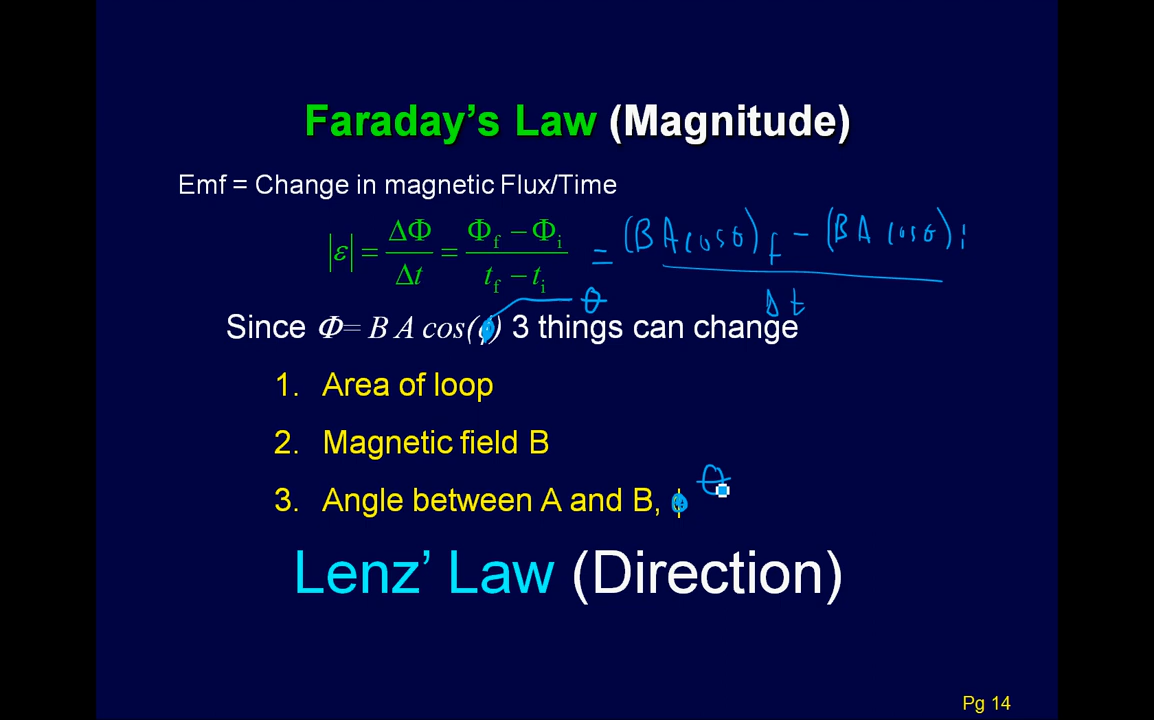 Faraday's Law (Magnitude)
Emf = Change in magnetic Flux/Time
|ε| = ΔΦ/Δt = (Φf − Φi)/(tf − ti) = ((BAcosθ)f − (BA cosθ)i)/Δt
θ
Since Φ= B A cos(ϕ) 3 things can change
1. Area of loop
2. Magnetic field B
3. Angle between A and B, ϕ θ
Lenz' Law (Direction)
Pg 14